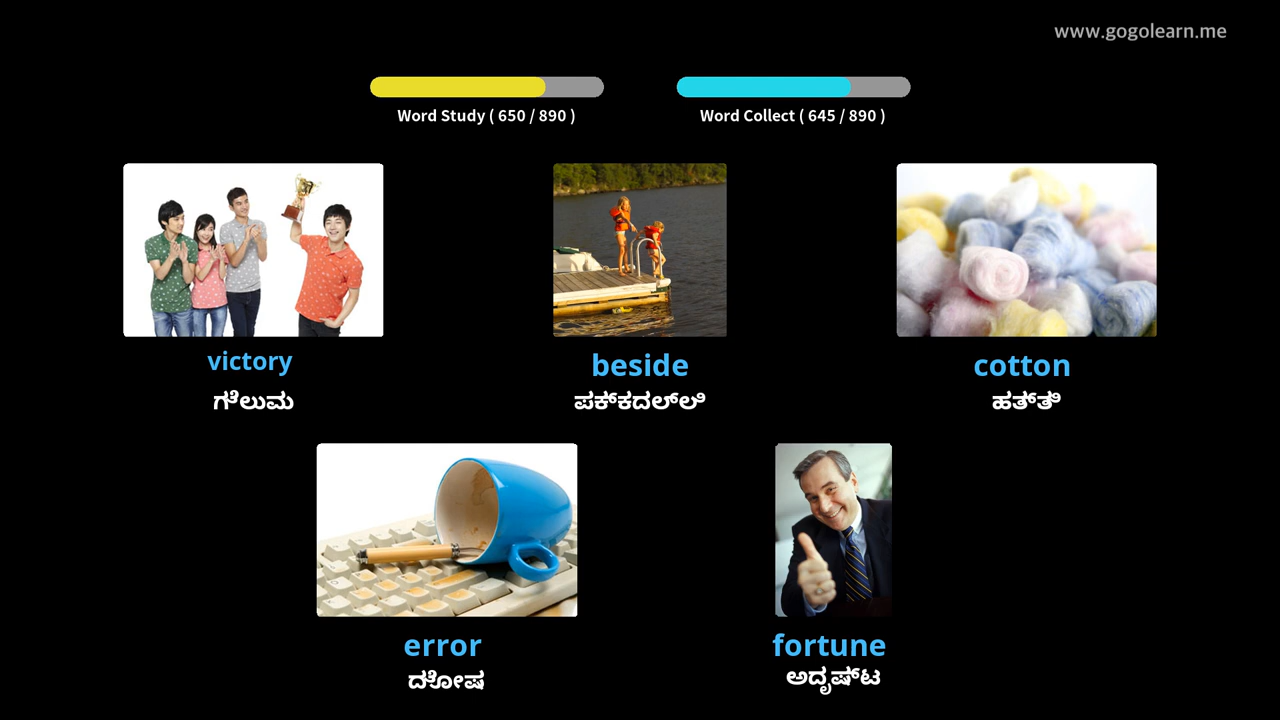 www.gogolearn.me
Word Study ( 650 / 890 )
Word Collect ( 645 / 890 )
victory
ಗೆಲುಮ
beside
ಪಕ್ಕದಲ್ಲಿ
cotton
ಹತ್ತಿ
error
ದೋಷ
fortune
ಅದೃಷ್ಟ